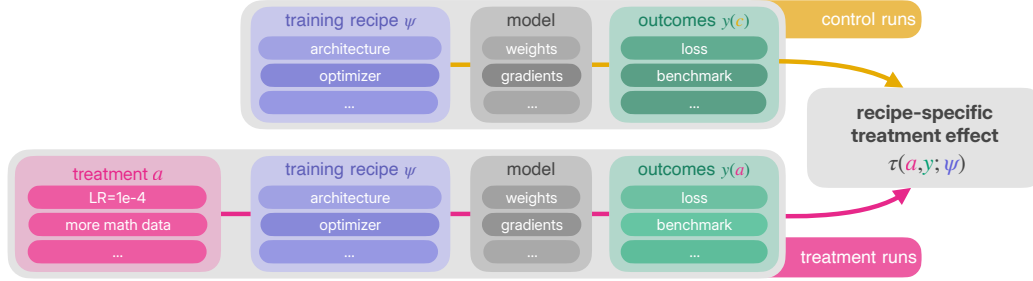 training recipe ψ
architecture
optimizer
...
model
weights
gradients
...
outcomes y(c)
loss
benchmark
...
control runs
treatment a
LR=1e-4
more math data
...
training recipe ψ
architecture
optimizer
...
model
weights
gradients
...
outcomes y(a)
loss
benchmark
...
treatment runs
recipe-specific
treatment effect
τ(a,y; ψ)